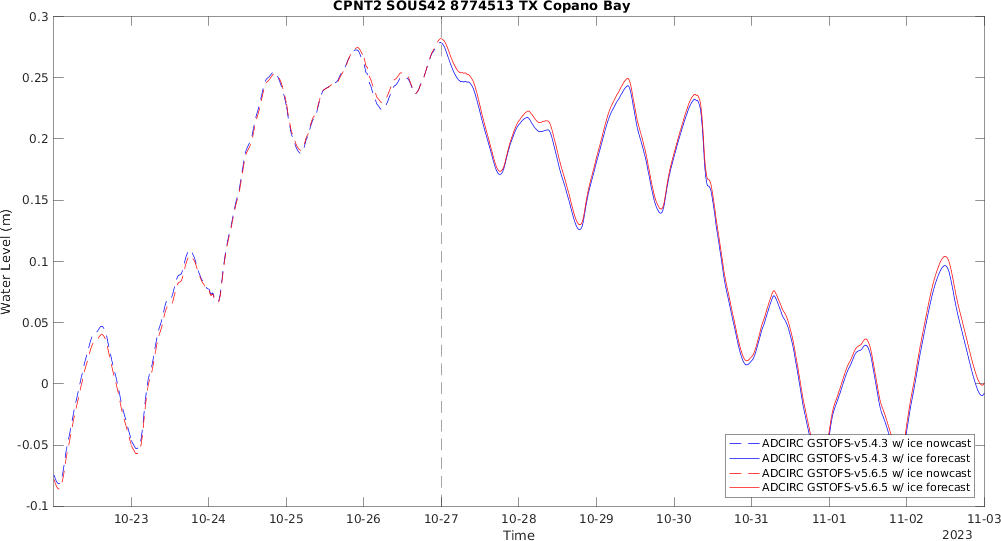 CPNT2 SOUS42 8774513 TX Copano Bay
0.3
0.25
0.2
0.15
0.1
0.05
0
-0.05
-0.1
Water Level (m)
ADCIRC GSTOFS-v5.4.3 w/ ice nowcast
ADCIRC GSTOFS-v5.4.3 w/ ice forecast
ADCIRC GSTOFS-v5.6.5 w/ ice nowcast
ADCIRC GSTOFS-v5.6.5 w/ ice forecast
10-23 10-24 10-25 10-26 10-27 10-28 10-29 10-30 10-31 11-01 11-02 11-03
Time
2023